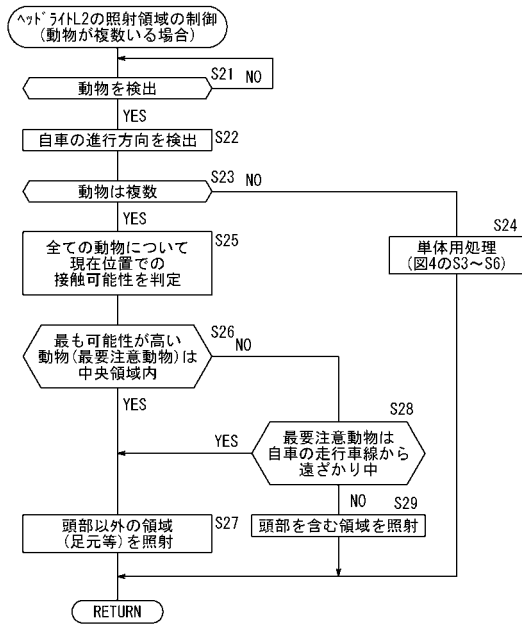 ﾍｯﾄﾞﾗｲﾄL2の照射領域の制御
(動物が複数いる場合)
S21 NO
動物を検出
YES
自車の進行方向を検出 S22
S23 NO
動物は複数
YES
S25
全ての動物について
現在位置での
接触可能性を判定
S24
単体用処理
(図4のS3～S6)
S26
NO
最も可能性が高い
動物(最要注意動物)は
中央領域内
YES
S28
YES
最要注意動物は
自車の走行車線から
遠ざかり中
NO
S27
頭部以外の領域
(足元等)を照射
S29
頭部を含む領域を照射
RETURN